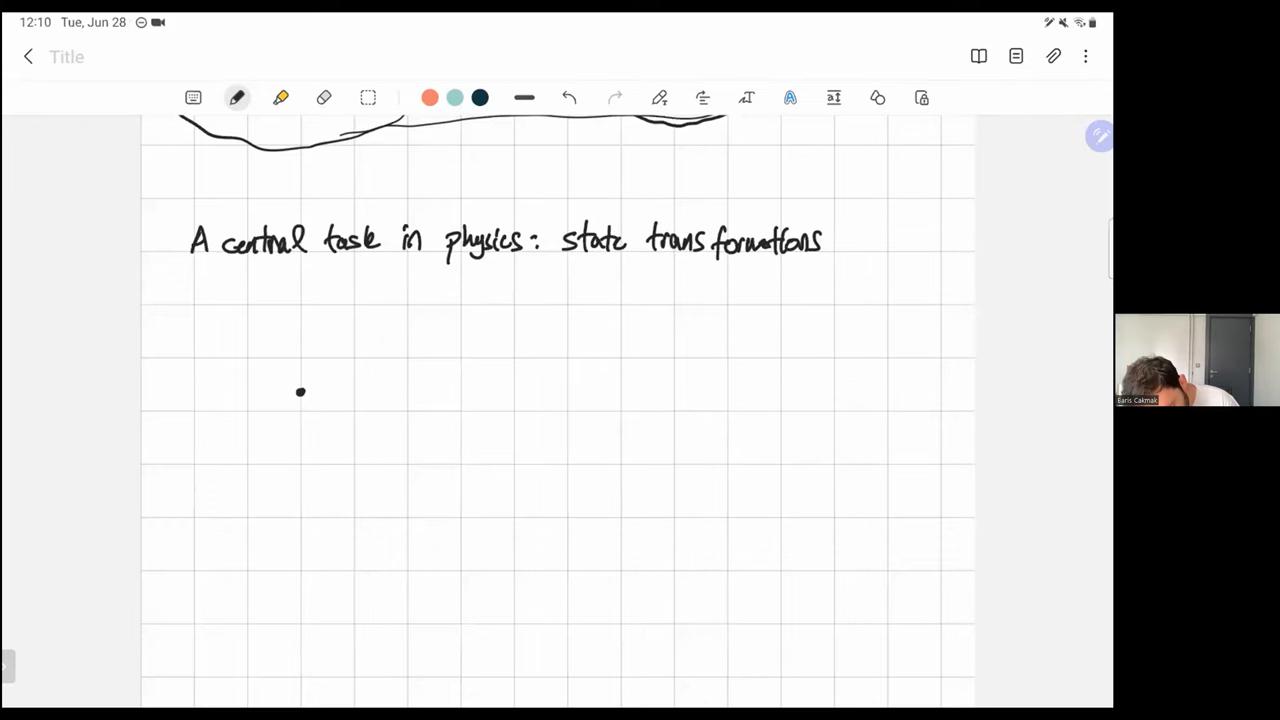 12:10 Tue, Jun 28
Title
A central task in physics: state transformations
Baris Cakmak